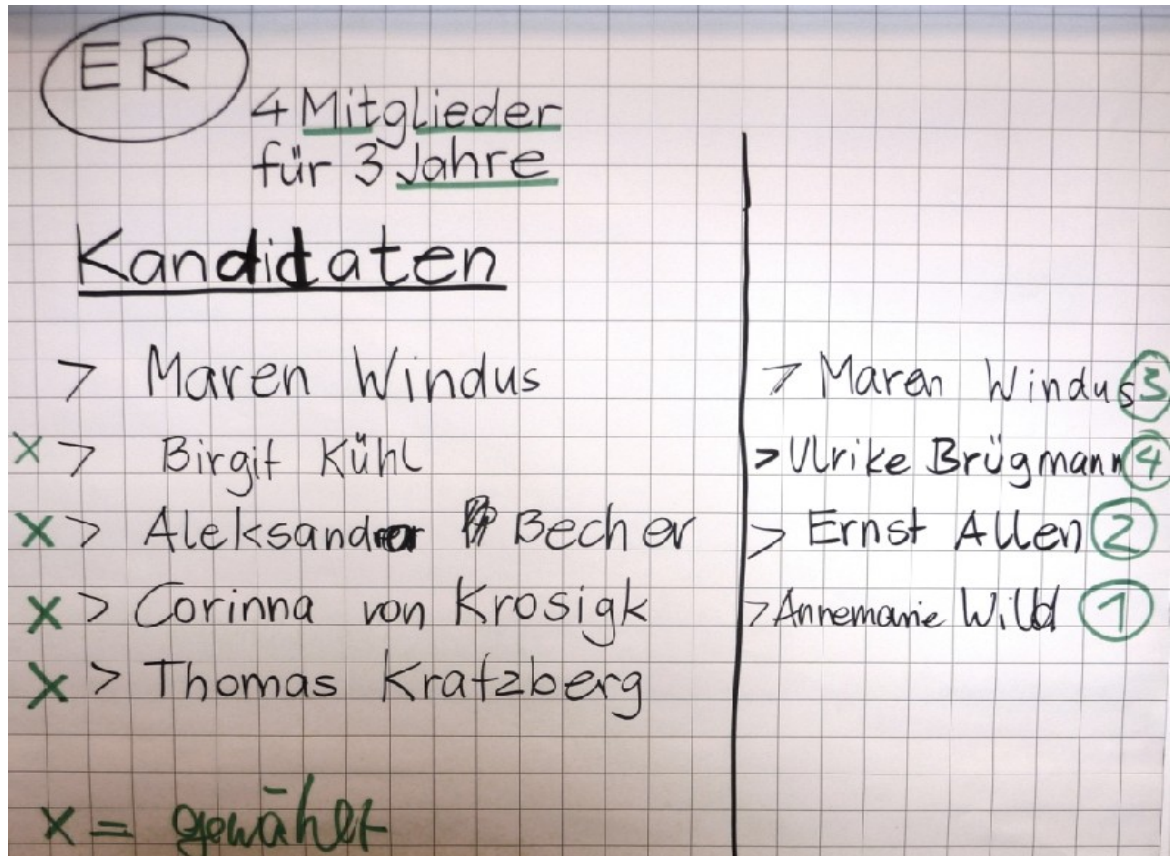 ER
4 Mitglieder
für 3 Jahre
Kandidaten
> Maren Windus
x > Birgit Kühl
x > Aleksandar Becher
x > Corinna von Krosigk
x > Thomas Kratzberg
x = gewählt
> Maren Windus 3
> Ulrike Brügmann 4
> Ernst Allen 2
> Annemarie Wild 1